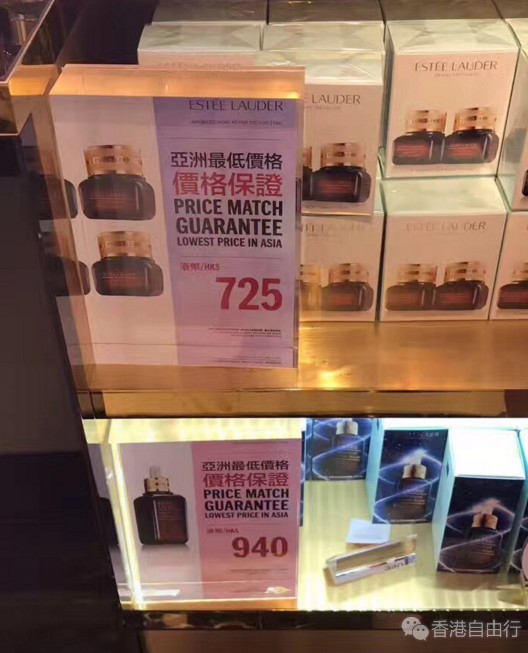 ESTĒE LAUDER
亞洲最低價格
價格保證
PRICE MATCH
GUARANTEE
LOWEST PRICE IN ASIA
港幣/HK$
725
ESTĒE LAUDER
ESTĒE LAUDER
ESTĒE LAUDER
亞洲最低價格
價格保證
PRICE MATCH
GUARANTEE
LOWEST PRICE IN ASIA
港幣/HK$
940
香港自由行